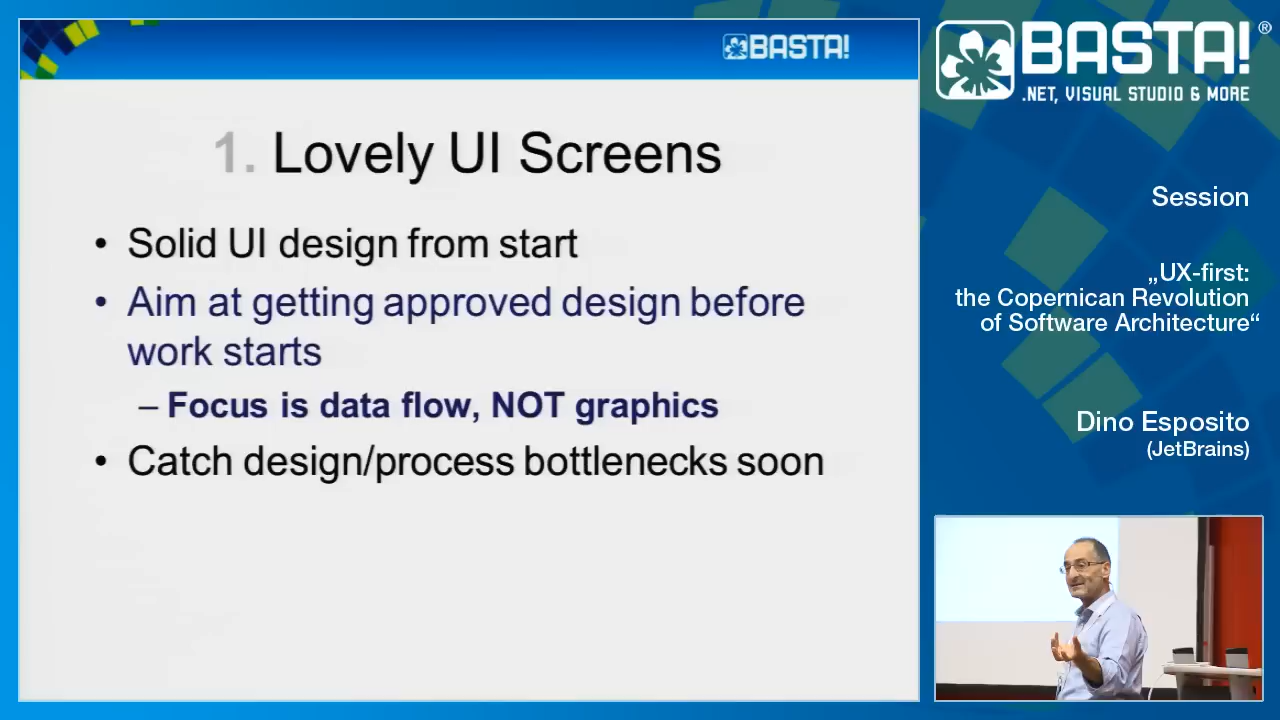 BASTA!
1. Lovely UI Screens
• Solid UI design from start
• Aim at getting approved design before
work starts
– Focus is data flow, NOT graphics
• Catch design/process bottlenecks soon
BASTA!®
.NET, VISUAL STUDIO & MORE
Session
„UX-first:
the Copernican Revolution
of Software Architecture“
Dino Esposito
(JetBrains)